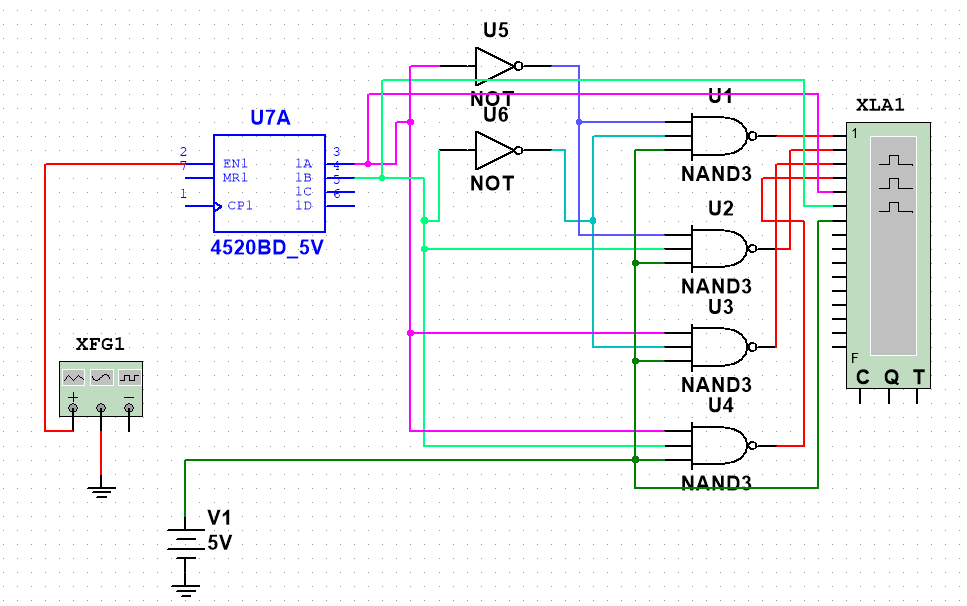 U5
NOT
U6
NOT
U7A
2 EN1 1A 3
7 MR1 1B 4
1C 5
1 CP1 1D 6
4520BD_5V
U1
NAND3
U2
NAND3
U3
NAND3
U4
NAND3
XLA1
1
F
C Q T
XFG1
V1
5V